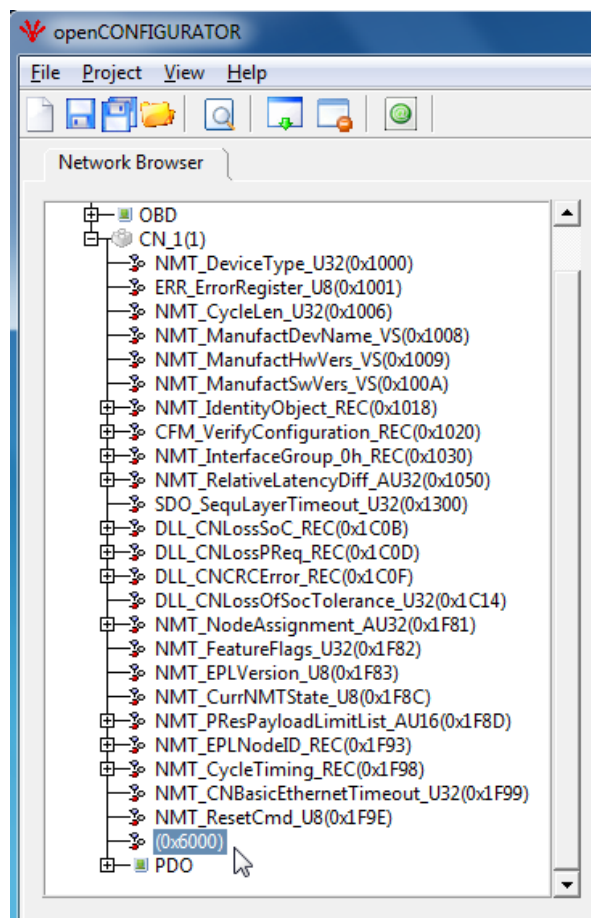 openCONFIGURATOR
File Project View Help
Network Browser
OBD
CN_1(1)
NMT_DeviceType_U32(0x1000)
ERR_ErrorRegister_U8(0x1001)
NMT_CycleLen_U32(0x1006)
NMT_ManufactDevName_VS(0x1008)
NMT_ManufactHwVers_VS(0x1009)
NMT_ManufactSwVers_VS(0x100A)
NMT_IdentityObject_REC(0x1018)
CFM_VerifyConfiguration_REC(0x1020)
NMT_InterfaceGroup_0h_REC(0x1030)
NMT_RelativeLatencyDiff_AU32(0x1050)
SDO_SequLayerTimeout_U32(0x1300)
DLL_CNLossSoC_REC(0x1C0B)
DLL_CNLossPReq_REC(0x1C0D)
DLL_CNCRCError_REC(0x1C0F)
DLL_CNLossOfSocTolerance_U32(0x1C14)
NMT_NodeAssignment_AU32(0x1F81)
NMT_FeatureFlags_U32(0x1F82)
NMT_EPLVersion_U8(0x1F83)
NMT_CurrNMTState_U8(0x1F8C)
NMT_PResPayloadLimitList_AU16(0x1F8D)
NMT_EPLNodeID_REC(0x1F93)
NMT_CycleTiming_REC(0x1F98)
NMT_CNBasicEthernetTimeout_U32(0x1F99)
NMT_ResetCmd_U8(0x1F9E)
(0x6000)
PDO